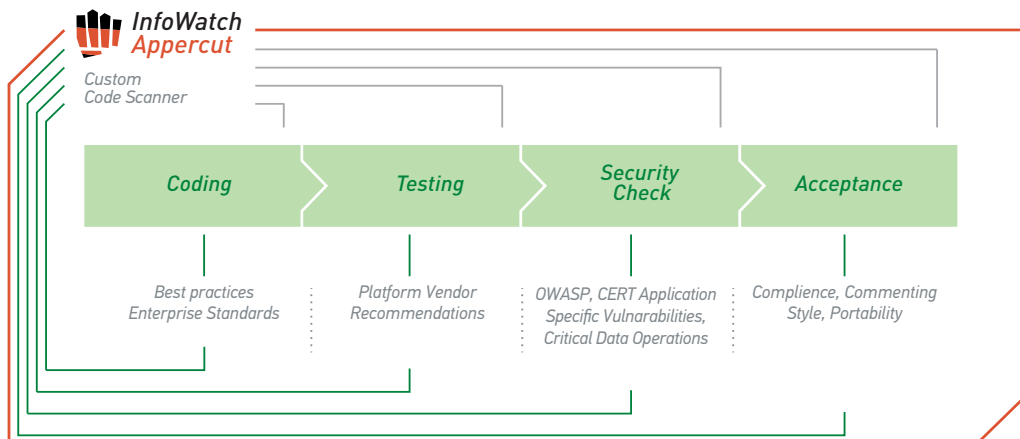 InfoWatch
Appercut
Custom
Code Scanner
Coding
Testing
Security
Check
Acceptance
Best practices
Enterprise Standards
Platform Vendor
Recommendations
OWASP, CERT Application
Specific Vulnarabilities,
Critical Data Operations
Complience, Commenting
Style, Portability